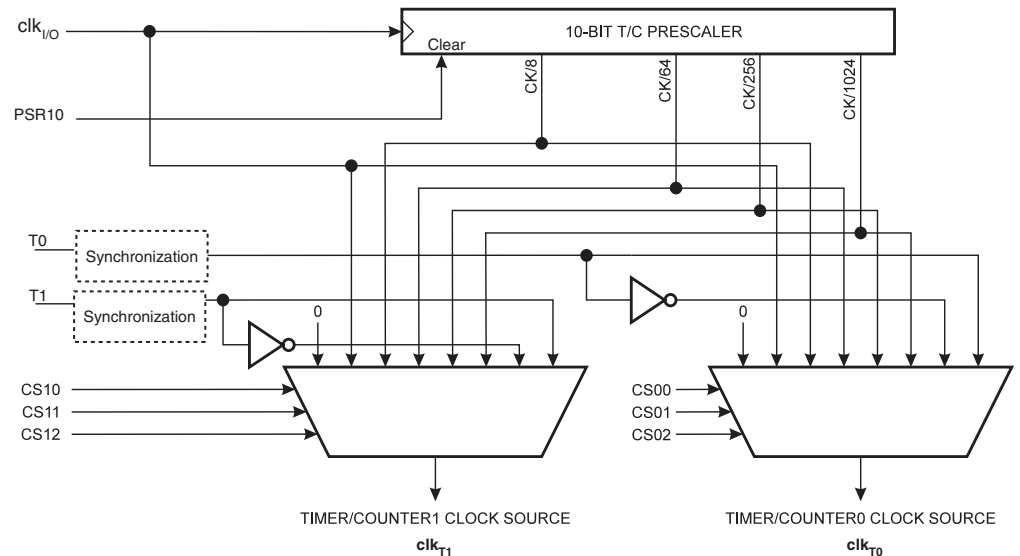 clkI/O
10-BIT T/C PRESCALER
Clear
CK/8
CK/64
CK/256
CK/1024
PSR10
T0
Synchronization
T1
Synchronization
0
0
CS10
CS11
CS12
CS00
CS01
CS02
TIMER/COUNTER1 CLOCK SOURCE
clkT1
TIMER/COUNTER0 CLOCK SOURCE
clkT0